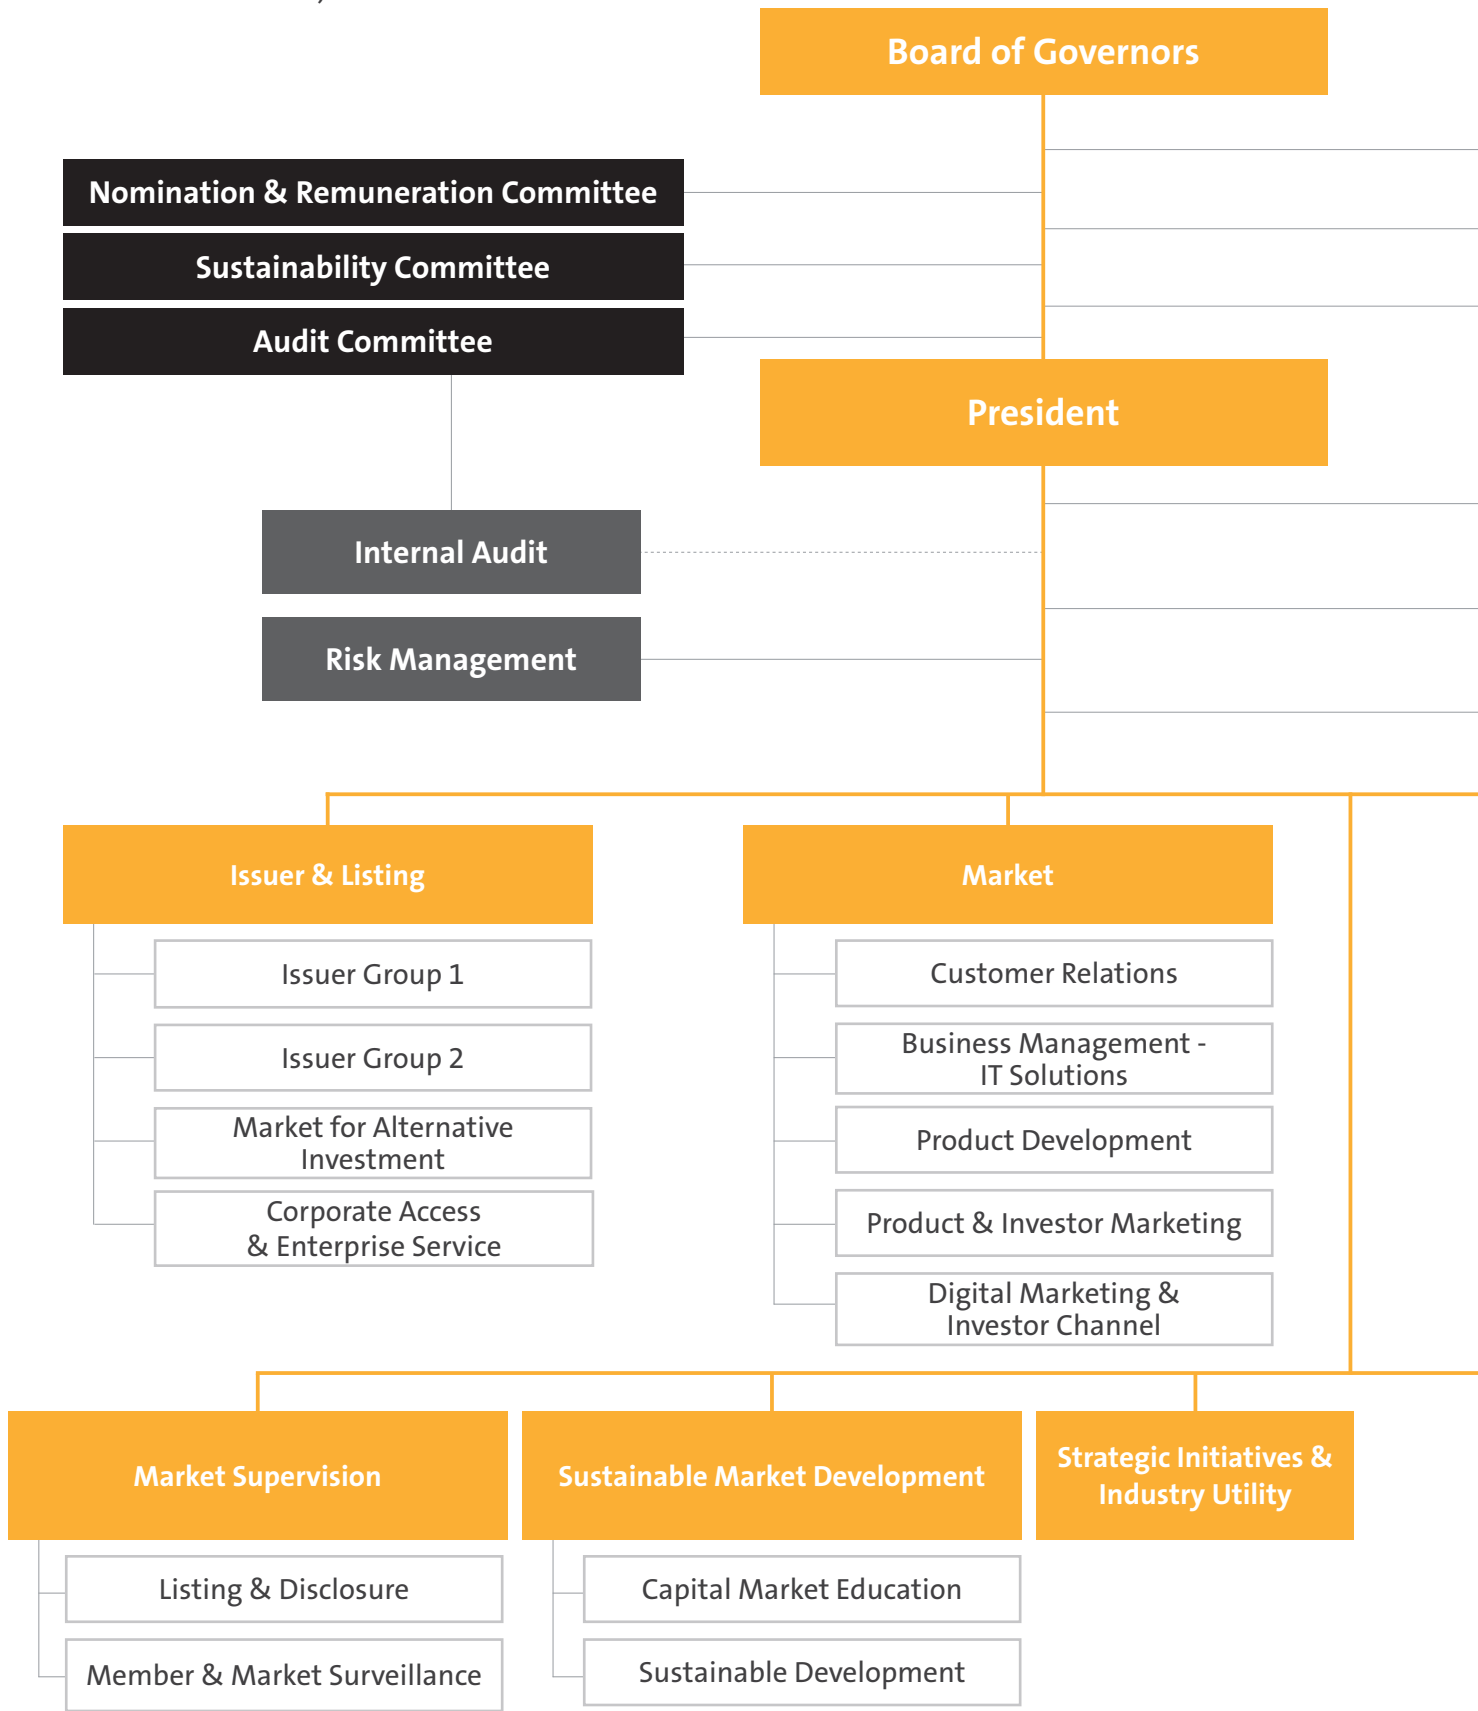 Board of Governors
Nomination & Remuneration Committee
Sustainability Committee
Audit Committee
President
Internal Audit
Risk Management
Issuer & Listing
Issuer Group 1
Issuer Group 2
Market for Alternative
Investment
Corporate Access
& Enterprise Service
Market
Customer Relations
Business Management -
IT Solutions
Product Development
Product & Investor Marketing
Digital Marketing &
Investor Channel
Market Supervision
Listing & Disclosure
Member & Market Surveillance
Sustainable Market Development
Capital Market Education
Sustainable Development
Strategic Initiatives &
Industry Utility